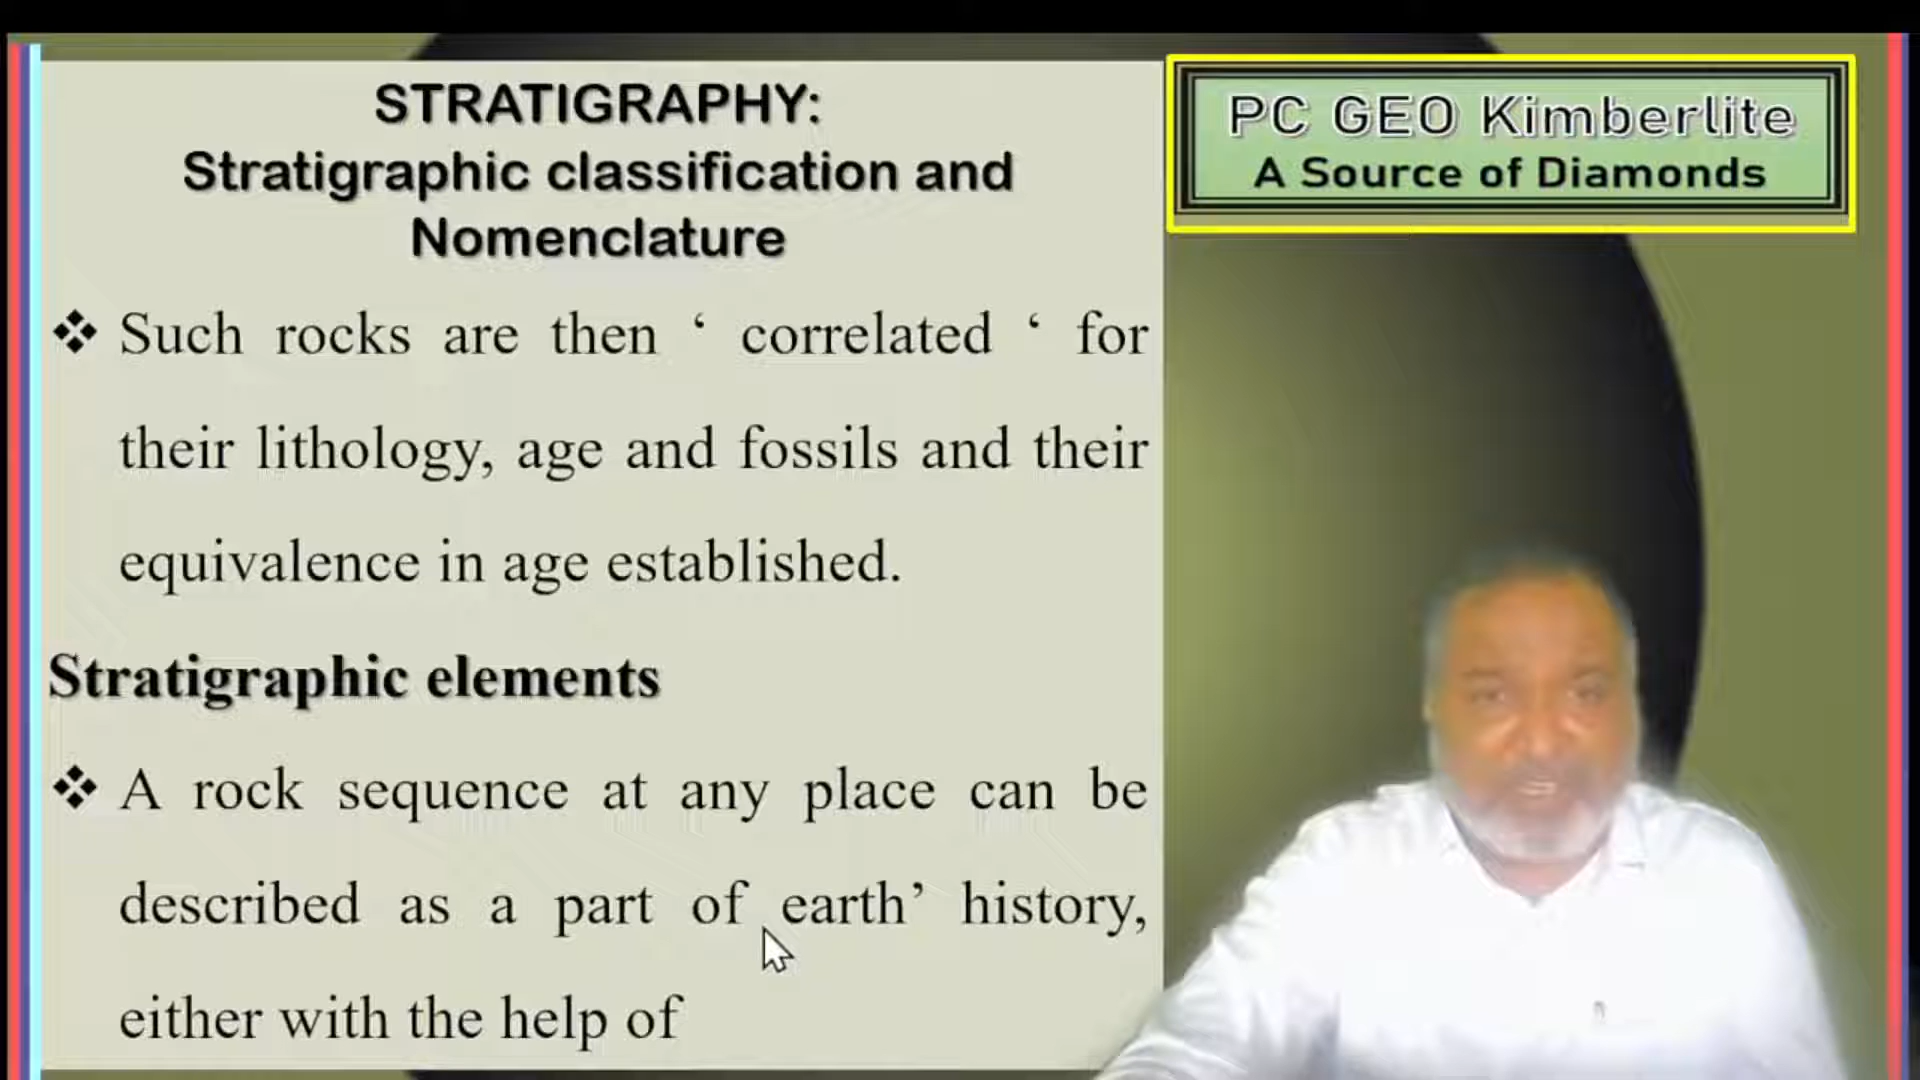 STRATIGRAPHY:
Stratigraphic classification and
Nomenclature
PC GEO Kimberlite
A Source of Diamonds
❖ Such rocks are then ‘ correlated ‘ for
their lithology, age and fossils and their
equivalence in age established.
Stratigraphic elements
❖ A rock sequence at any place can be
described as a part of earth’ history,
either with the help of